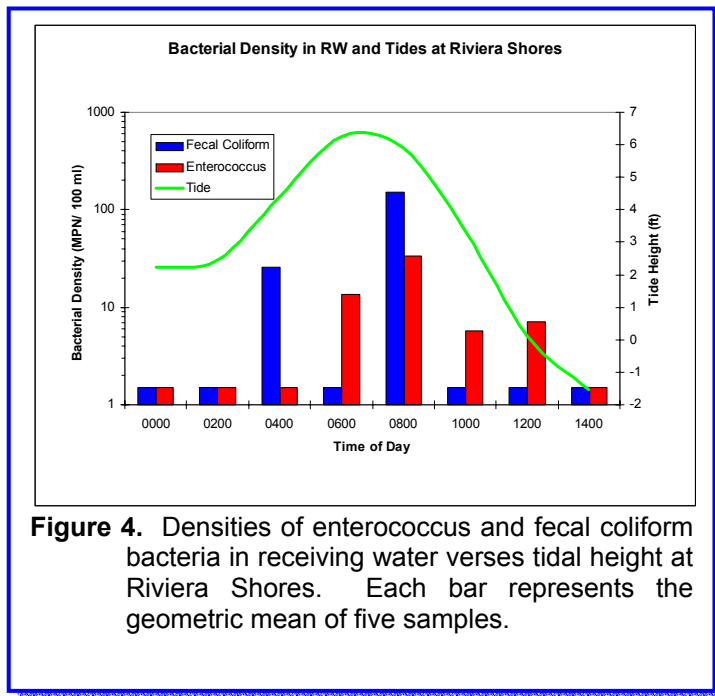 Bacterial Density in RW and Tides at Riviera Shores
1000
100
10
1
Bacterial Density (MPN/ 100 ml)
Fecal Coliform
Enterococcus
Tide
7
6
5
4
3
2
1
0
-1
-2
Tide Height (ft)
0000 0200 0400 0600 0800 1000 1200 1400
Time of Day
Figure 4. Densities of enterococcus and fecal coliform
bacteria in receiving water verses tidal height at
Riviera Shores. Each bar represents the
geometric mean of five samples.